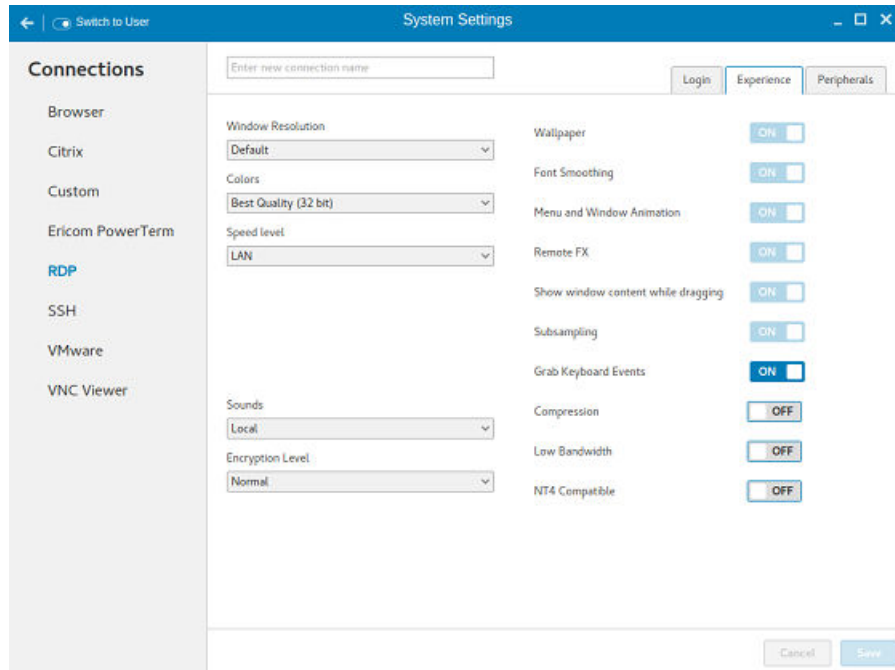 Switch to User
System Settings
Connections
Browser
Citrix
Custom
Ericom PowerTerm
RDP
SSH
VMware
VNC Viewer
Enter new connection name
Login Experience Peripherals
Window Resolution
Default
Colors
Best Quality (32 bit)
Speed level
LAN
Sounds
Local
Encryption Level
Normal
Wallpaper ON
Font Smoothing ON
Menu and Window Animation ON
Remote FX ON
Show window content while dragging ON
Subsampling ON
Grab Keyboard Events ON
Compression OFF
Low Bandwidth OFF
NT4 Compatible OFF
Cancel Save